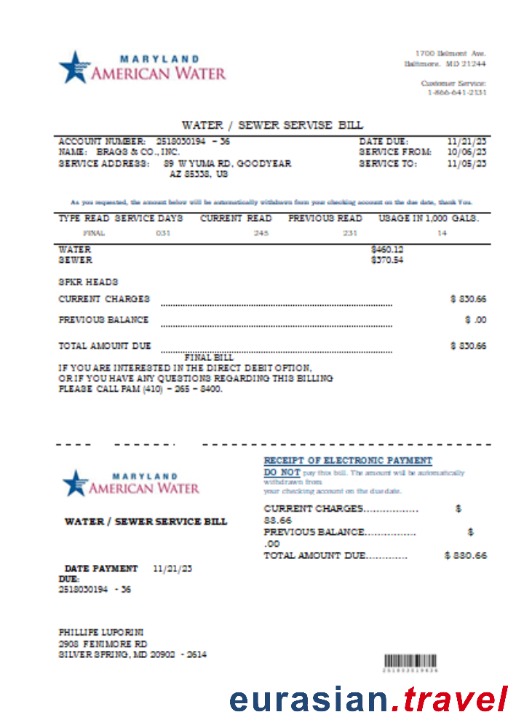 MARYLAND
AMERICAN WATER
1700 Belmont Ave.
Baltimore, MD 21244
Customer Service:
1-866-641-2131
WATER / SEWER SERVISE BILL
ACCOUNT NUMBER: 2518030194 - 36
DATE DUE: 11/21/23
NAME: BRAGS & CO., INC.
SERVICE FROM: 10/06/23
SERVICE ADDRESS: 89 W YUMA RD, GOODYEAR
SERVICE TO: 11/05/23
AZ 85338, US
As you requested, the amount below will be automatically withdrawn from your checking account on the due date, thank You.
TYPE READ SERVICE DAYS CURRENT READ PREVIOUS READ USAGE IN 1,000 GALS.
FINAL 031 245 231 14
WATER $460.12
SEWER $370.54
SPKR HEADS
CURRENT CHARGES $ 830.66
PREVIOUS BALANCE $ .00
TOTAL AMOUNT DUE $ 830.66
FINAL BILL
IF YOU ARE INTERESTED IN THE DIRECT DEBIT OPTION,
OR IF YOU HAVE ANY QUESTIONS REGARDING THIS BILLING
PLEASE CALL PAM (410) - 265 - 8400.
MARYLAND
AMERICAN WATER
WATER / SEWER SERVICE BILL
DATE PAYMENT 11/21/23
DUE:
2518030194 - 36
RECEIPT OF ELECTRONIC PAYMENT
DO NOT pay this bill. The amount will be automatically
withdrawn from
your checking account on the due date.
CURRENT CHARGES................ $
83.66
PREVIOUS BALANCE................ $
.00
TOTAL AMOUNT DUE............. $ 830.66
PHILLIPE LUPORINI
2908 FENIMORE RD
SILVER SPRING, MD 20902 - 2614
eurasian.travel